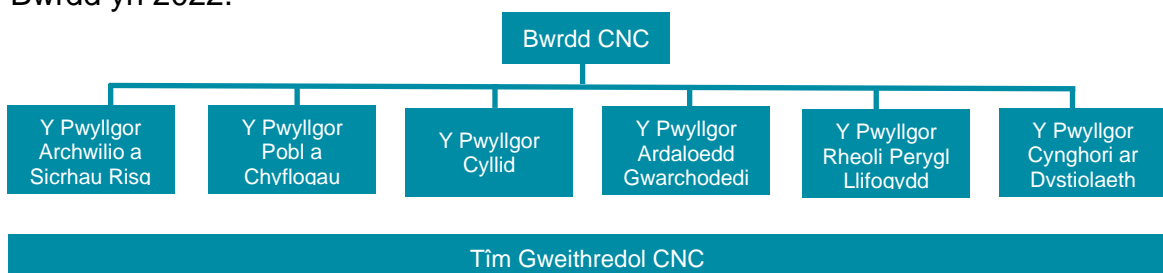 Bwrdd yn 2022.
Bwrdd CNC
Y Pwyllgor
Archwilio a
Sicrhau Risg
Y Pwyllgor
Pobl a
Chyflogau
Y Pwyllgor
Cyllid
Y Pwyllgor
Ardaloedd
Gwarchodedi
Y Pwyllgor
Rheoli Perygl
Llifogydd
Y Pwyllgor
Cynghori ar
Dystiolaeth
Tîm Gweithredol CNC